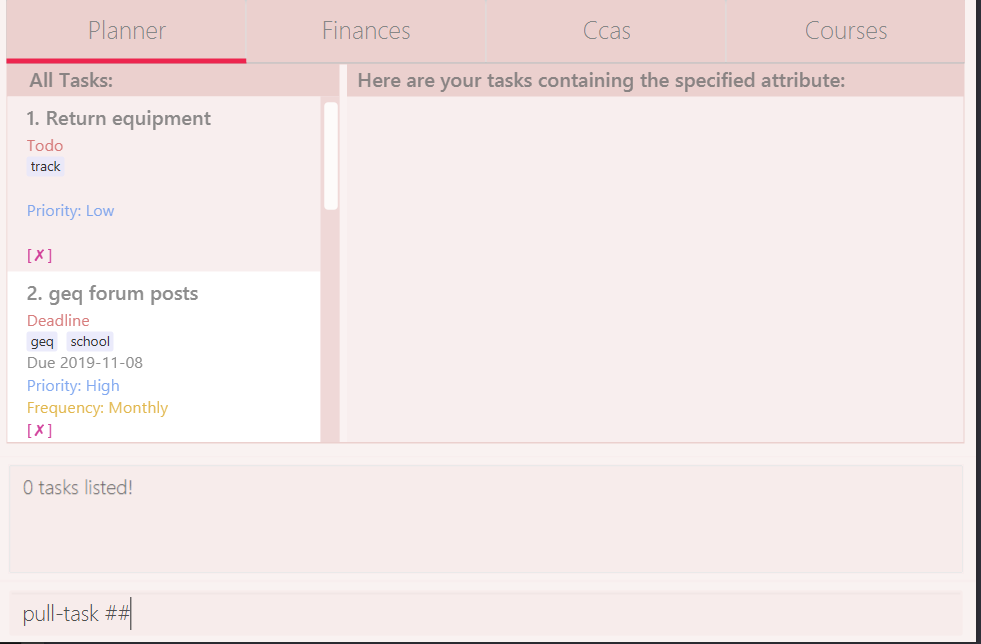 Planner Finances Ccas Courses
All Tasks:
Here are your tasks containing the specified attribute:
1. Return equipment
Todo
track
Priority: Low
[✗]
2. geq forum posts
Deadline
geq school
Due 2019-11-08
Priority: High
Frequency: Monthly
[✗]
0 tasks listed!
pull-task ##